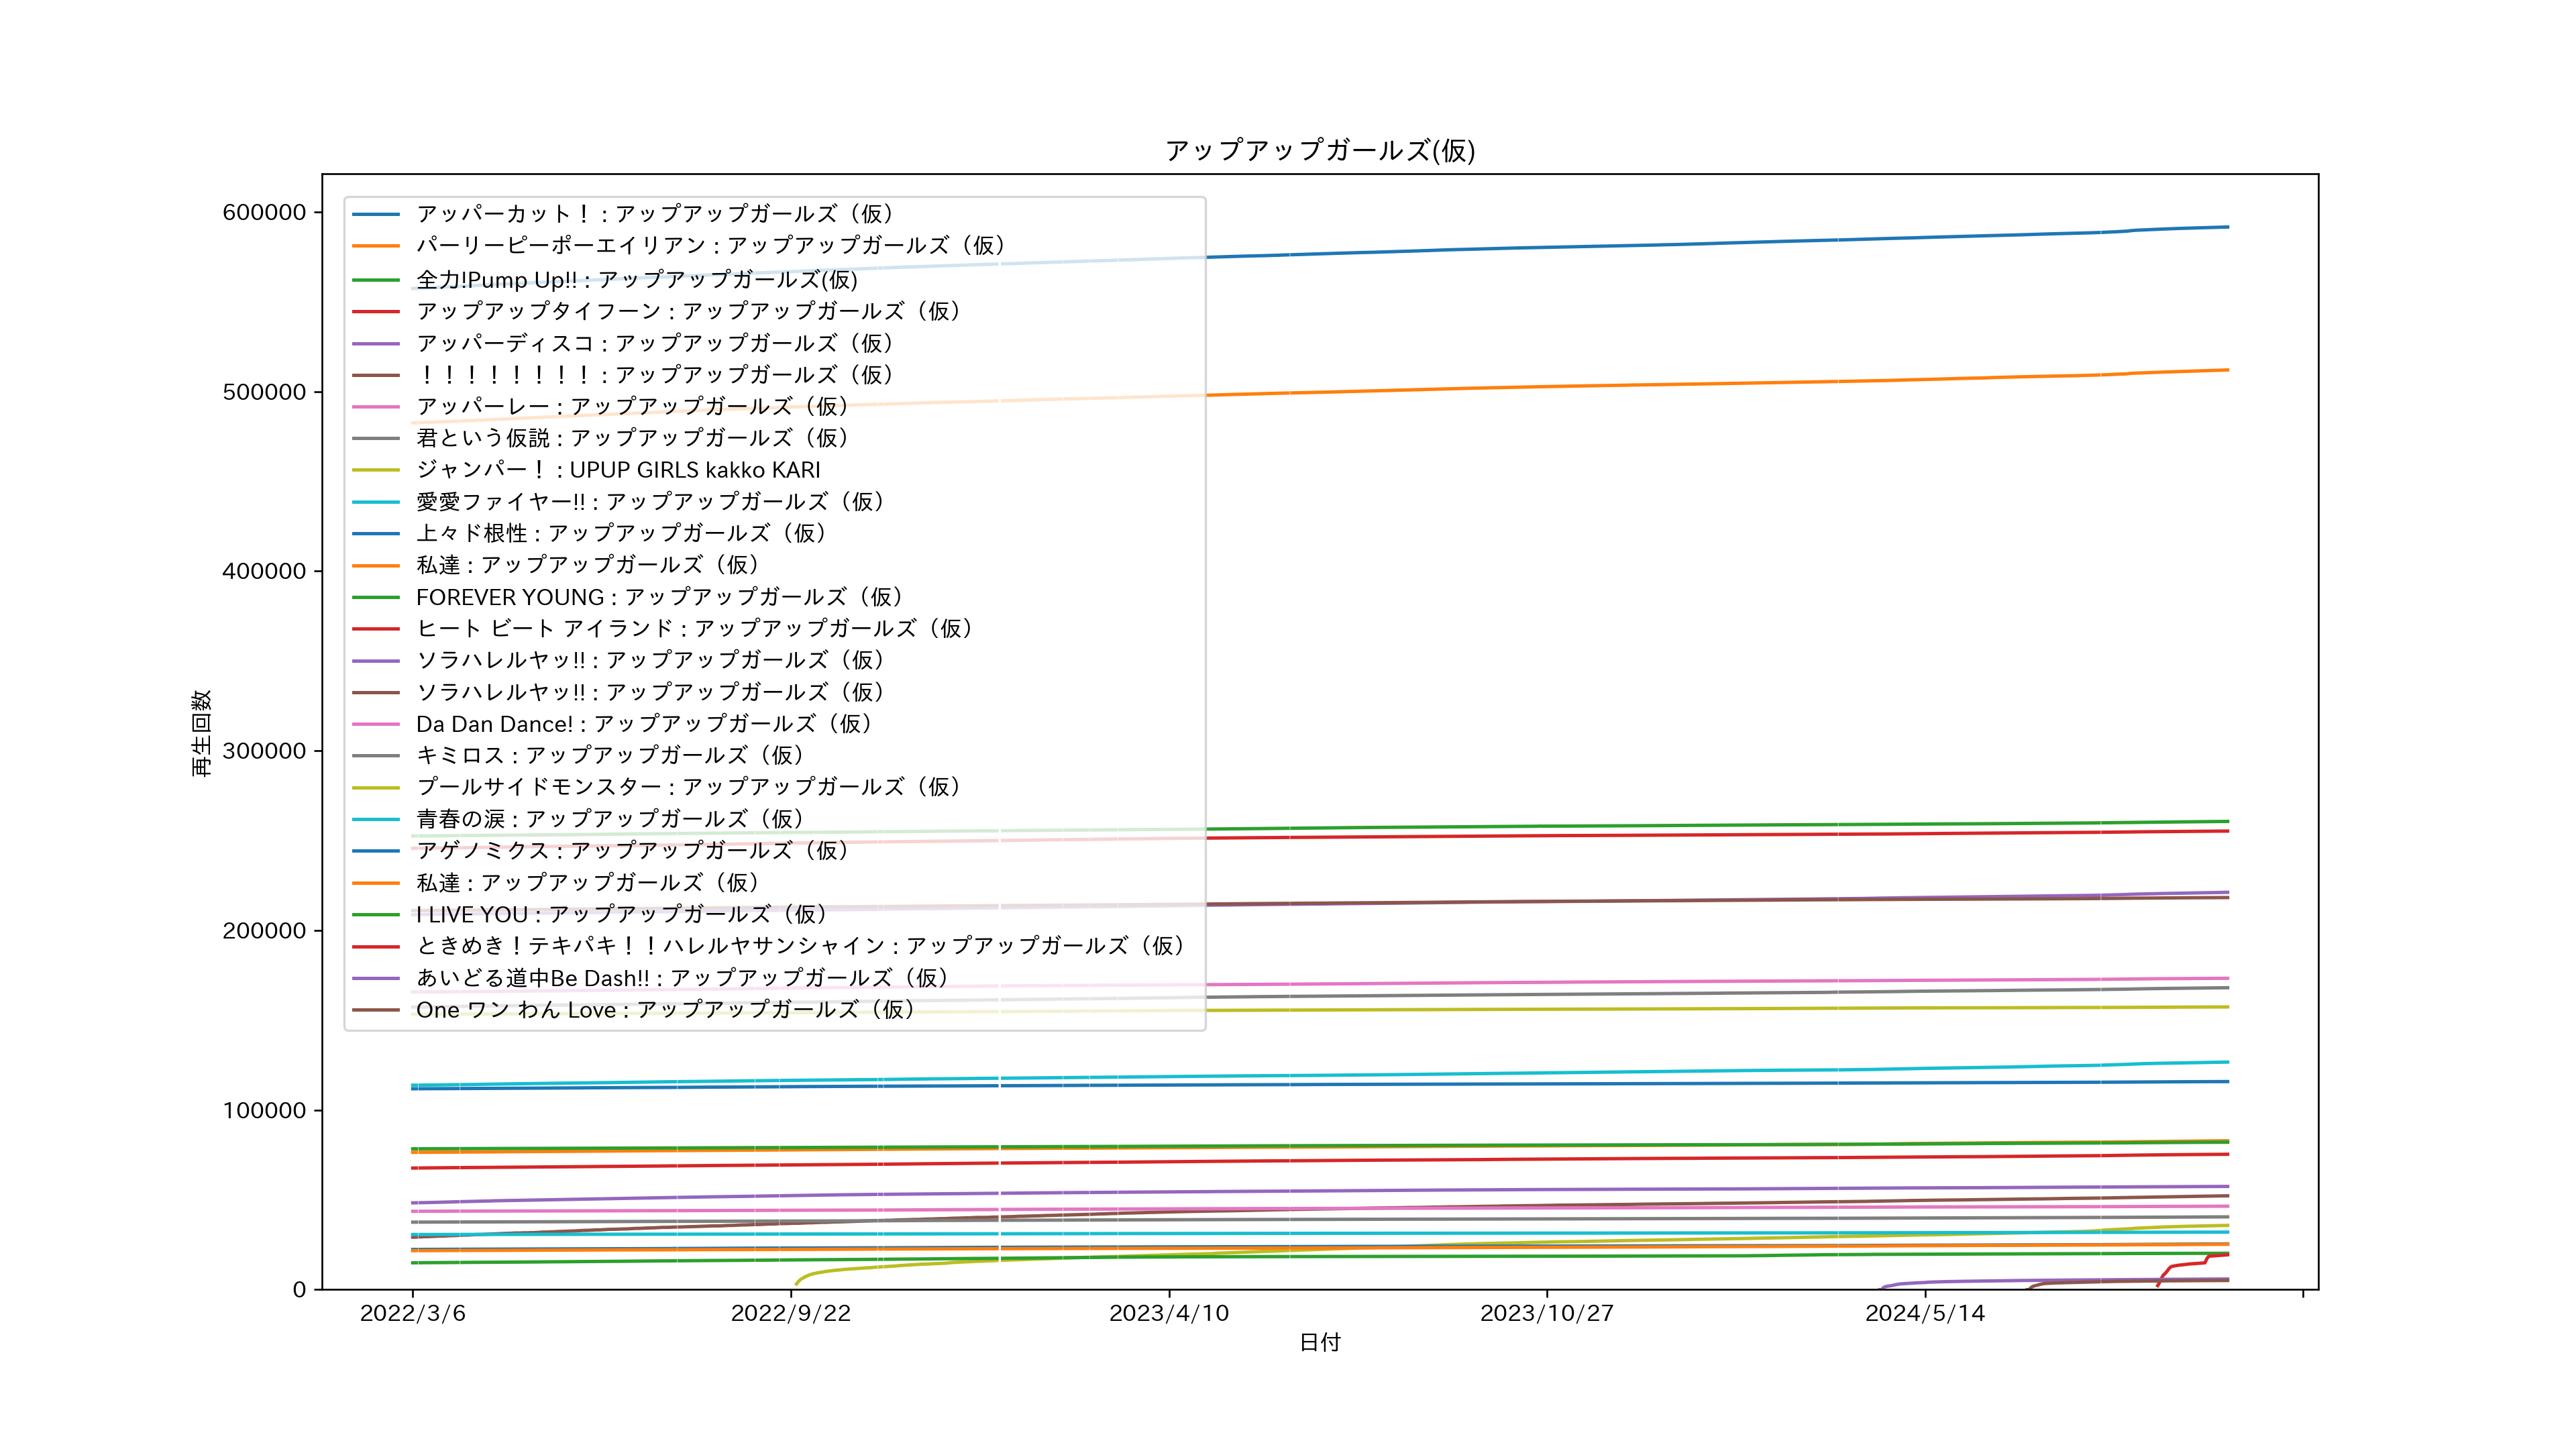 アップアップガールズ(仮)
アッパーカット！ : アップアップガールズ（仮）
パーリーピーポーエイリアン : アップアップガールズ（仮）
全力!Pump Up!! : アップアップガールズ(仮)
アップアップタイフーン : アップアップガールズ（仮）
アッパーディスコ : アップアップガールズ（仮）
！！！！！！！！ : アップアップガールズ（仮）
アッパーレー : アップアップガールズ（仮）
君という仮説 : アップアップガールズ（仮）
ジャンパー！ : UPUP GIRLS kakko KARI
愛愛ファイヤー!! : アップアップガールズ（仮）
上々ド根性 : アップアップガールズ（仮）
私達 : アップアップガールズ（仮）
FOREVER YOUNG : アップアップガールズ（仮）
ヒート ビート アイランド : アップアップガールズ（仮）
ソラハレルヤッ!! : アップアップガールズ（仮）
ソラハレルヤッ!! : アップアップガールズ（仮）
Da Dan Dance! : アップアップガールズ（仮）
キミロス : アップアップガールズ（仮）
プールサイドモンスター : アップアップガールズ（仮）
青春の涙 : アップアップガールズ（仮）
アゲノミクス : アップアップガールズ（仮）
私達 : アップアップガールズ（仮）
I LIVE YOU : アップアップガールズ（仮）
ときめき！テキパキ！！ハレルヤサンシャイン : アップアップガールズ（仮）
あいどる道中Be Dash!! : アップアップガールズ（仮）
One ワン わん Love : アップアップガールズ（仮）
600000
500000
400000
300000
200000
100000
0
再生回数
2022/3/6
2022/9/22
2023/4/10
2023/10/27
2024/5/14
日付